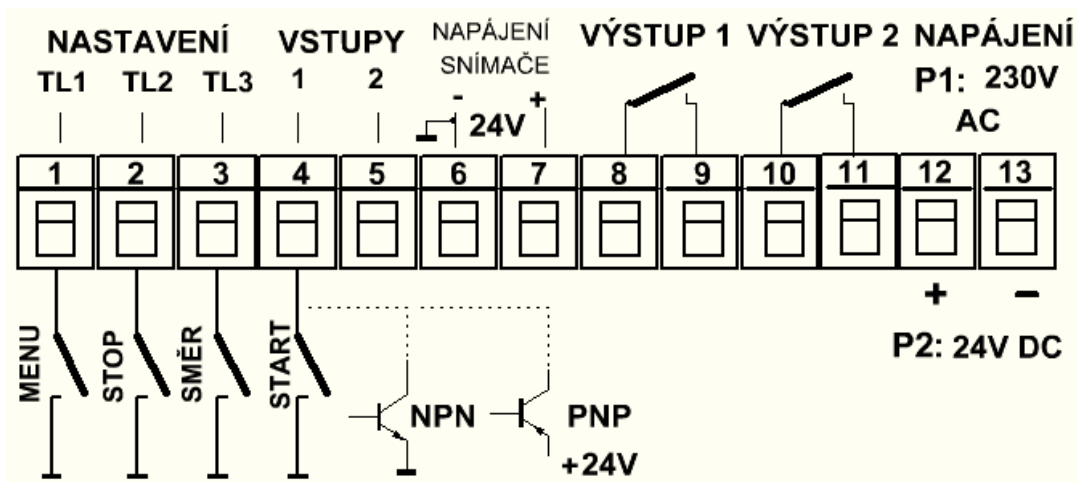 NASTAVENÍ VSTUPY NAPÁJENÍ SNÍMAČE VÝSTUP 1 VÝSTUP 2 NAPÁJENÍ
TL1 TL2 TL3 1 2 - 24V + P1: 230V AC
1 2 3 4 5 6 7 8 9 10 11 12 13
+ –
P2: 24V DC
MENU
STOP
SMĚR
START
NPN
PNP
+24V